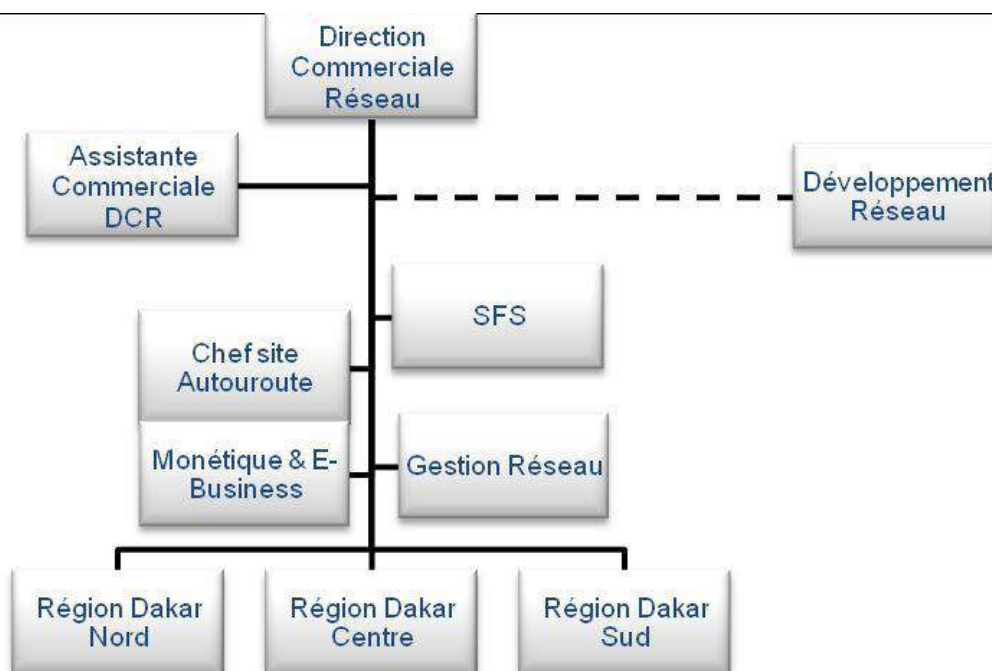 Direction
Commerciale
Réseau
Assistante
Commerciale
DCR
Développement
Réseau
SFS
Chef site
Autouroute
Monétique & E-
Business
Gestion Réseau
Région Dakar
Nord
Région Dakar
Centre
Région Dakar
Sud